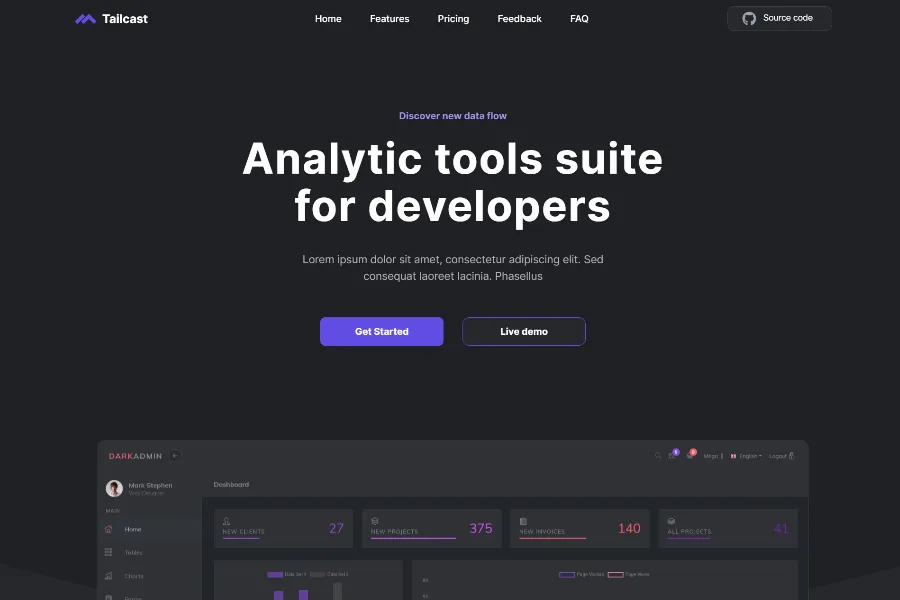 Tailcast
Home Features Pricing Feedback FAQ
Source code
Discover new data flow
Analytic tools suite
for developers
Lorem ipsum dolor sit amet, consectetur adipiscing elit. Sed
consequat laoreet lacinia. Phasellus
Get Started
Live demo
DARKADMIN
Mega
English
Logout
Mark Stephen
Web Designer
Dashboard
MAIN
Home
Tables
Charts
NEW CLIENTS 27
NEW PROJECTS 375
NEW INVOICES 140
ALL PROJECTS 41
Data Set 1 Data Set 2
Page Visitors Page Views